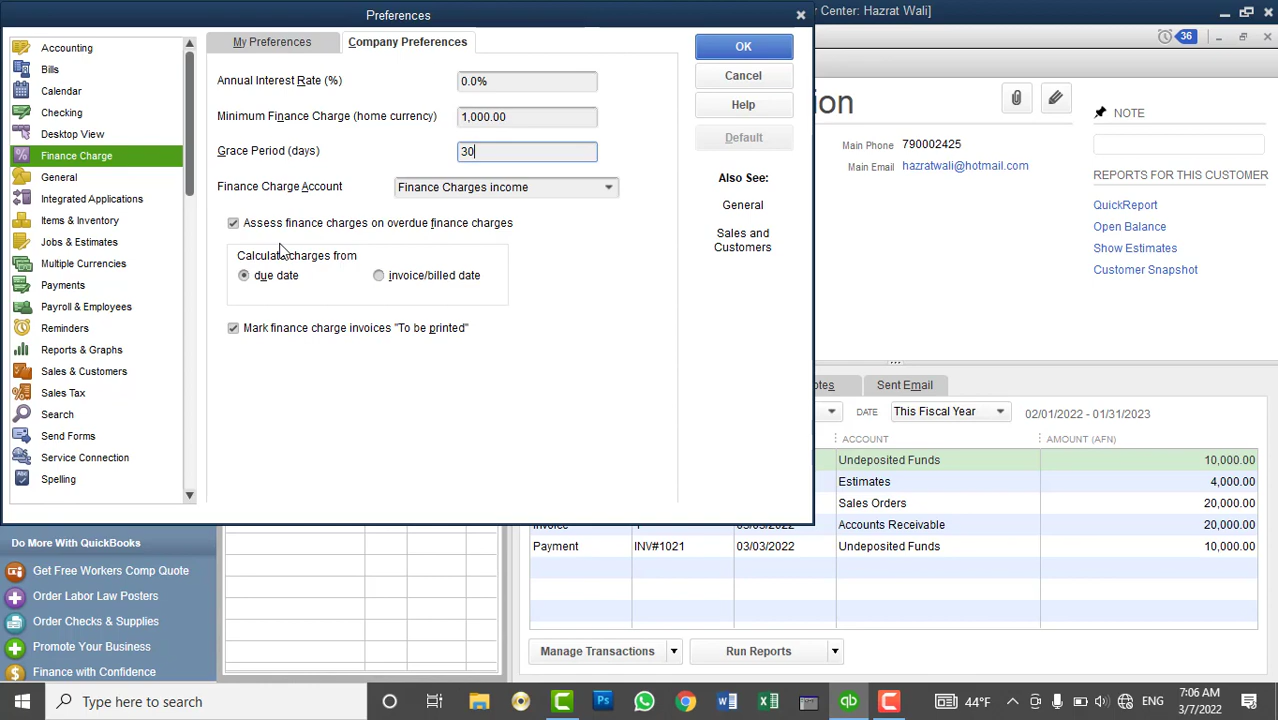 Preferences
Center: Hazrat Wali]
36
My Preferences
Company Preferences
OK
Cancel
Help
Default
Also See:
General
Sales and
Customers
Accounting
Bills
Calendar
Checking
Desktop View
Finance Charge
General
Integrated Applications
Items & Inventory
Jobs & Estimates
Multiple Currencies
Payments
Payroll & Employees
Reminders
Reports & Graphs
Sales & Customers
Sales Tax
Search
Send Forms
Service Connection
Spelling
Annual Interest Rate (%)
0.0%
Minimum Finance Charge (home currency)
1,000.00
Grace Period (days)
30
Finance Charge Account
Finance Charges income
Assess finance charges on overdue finance charges
Calculate charges from
due date
invoice/billed date
Mark finance charge invoices "To be printed"
Main Phone 790002425
Main Email hazratwali@hotmail.com
NOTE
REPORTS FOR THIS CUSTOMER
QuickReport
Open Balance
Show Estimates
Customer Snapshot
Sent Email
DATE This Fiscal Year 02/01/2022 - 01/31/2023
ACCOUNT AMOUNT (AFN)
Undeposited Funds 10,000.00
Estimates 4,000.00
Sales Orders 20,000.00
Invoice 03/03/2022 Accounts Receivable 20,000.00
Payment INV#1021 03/03/2022 Undeposited Funds 10,000.00
Manage Transactions
Run Reports
Do More With QuickBooks
Get Free Workers Comp Quote
Order Labor Law Posters
Order Checks & Supplies
Promote Your Business
Finance with Confidence
Type here to search
44°F
ENG
7:06 AM
3/7/2022